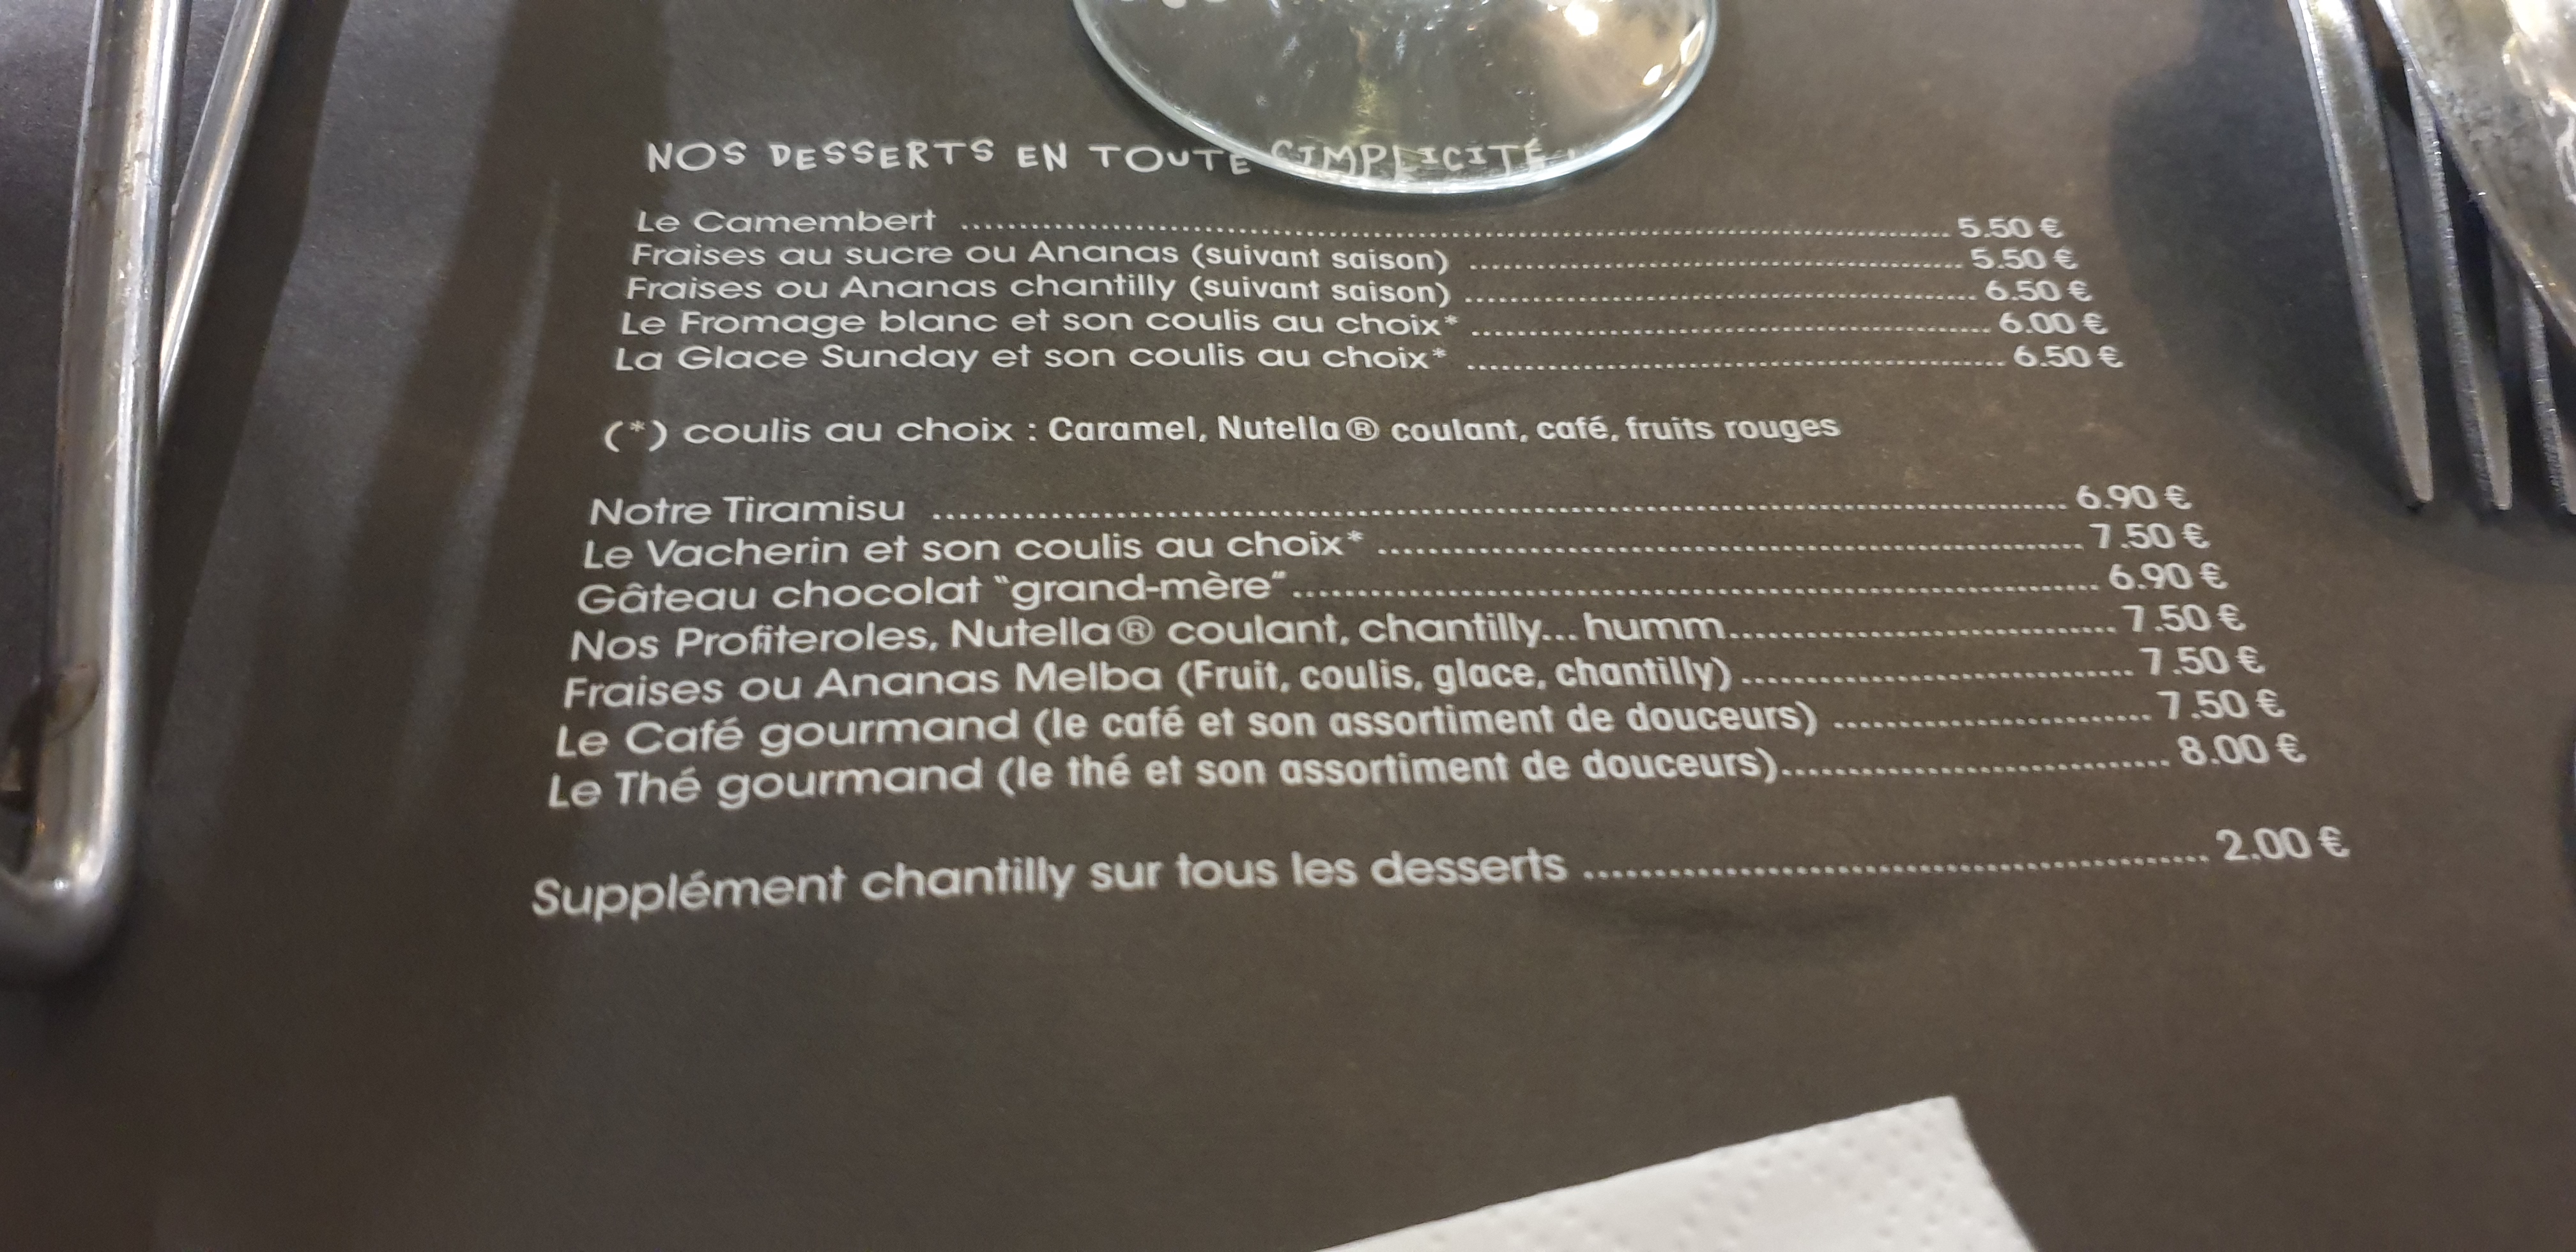 NOS DESSERTS EN TOUTE SIMPLICITÉ
Le Camembert ........ 5.50 €
Fraises au sucre ou Ananas (suivant saison) ........ 5.50 €
Fraises ou Ananas chantilly (suivant saison) ........ 6.50 €
Le Fromage blanc et son coulis au choix* ........ 6.00 €
La Glace Sunday et son coulis au choix* ........ 6.50 €
(*) coulis au choix : Caramel, Nutella® coulant, café, fruits rouges
Notre Tiramisu ........ 6.90 €
Le Vacherin et son coulis au choix* ........ 7.50 €
Gâteau chocolat "grand-mère" ........ 6.90 €
Nos Profiteroles, Nutella® coulant, chantilly... humm ........ 7.50 €
Fraises ou Ananas Melba (Fruit, coulis, glace, chantilly) ........ 7.50 €
Le Café gourmand (le café et son assortiment de douceurs) ........ 7.50 €
Le Thé gourmand (le thé et son assortiment de douceurs) ........ 8.00 €
Supplément chantilly sur tous les desserts ........ 2.00 €